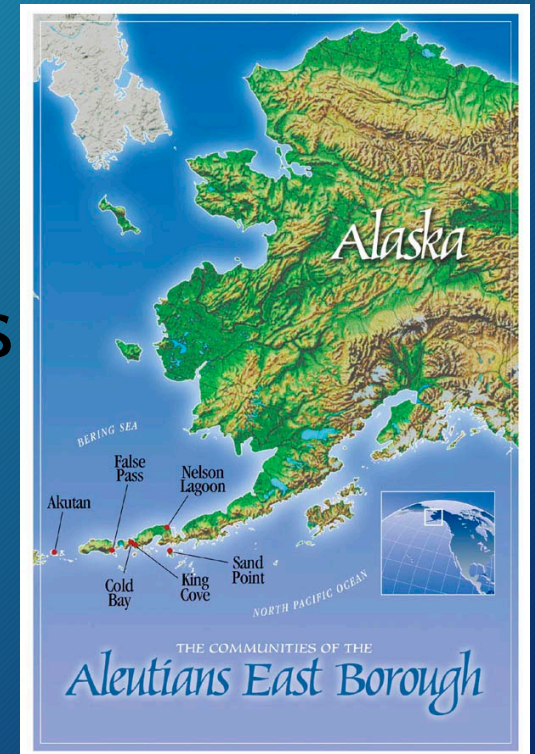 S
Alaska
BERING SEA
False
Pass
Nelson
Lagoon
Akutan
Cold
Bay
King
Cove
Sand
Point
NORTH PACIFIC OCEAN
THE COMMUNITIES OF THE
Aleutians East Borough